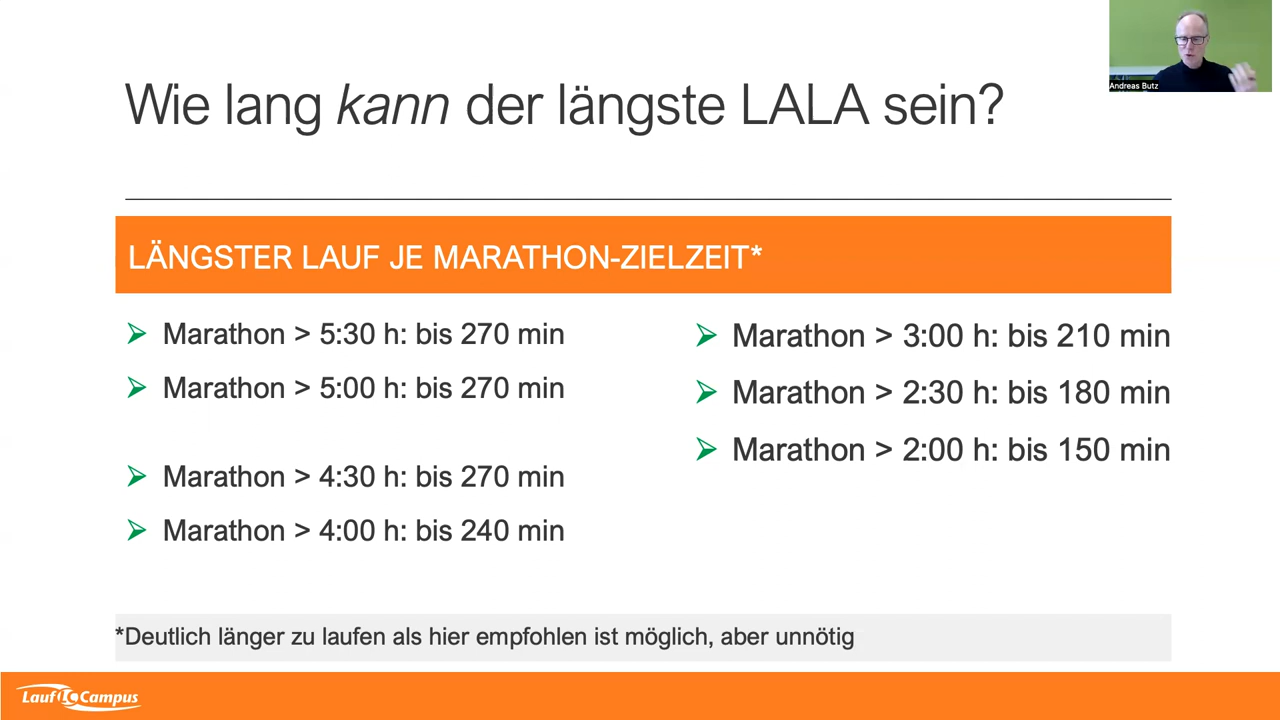 Andreas Butz
Wie lang kann der längste LALA sein?
LÄNGSTER LAUF JE MARATHON-ZIELZEIT*
Marathon > 5:30 h: bis 270 min
Marathon > 5:00 h: bis 270 min
Marathon > 4:30 h: bis 270 min
Marathon > 4:00 h: bis 240 min
Marathon > 3:00 h: bis 210 min
Marathon > 2:30 h: bis 180 min
Marathon > 2:00 h: bis 150 min
*Deutlich länger zu laufen als hier empfohlen ist möglich, aber unnötig
Lauf LC Campus